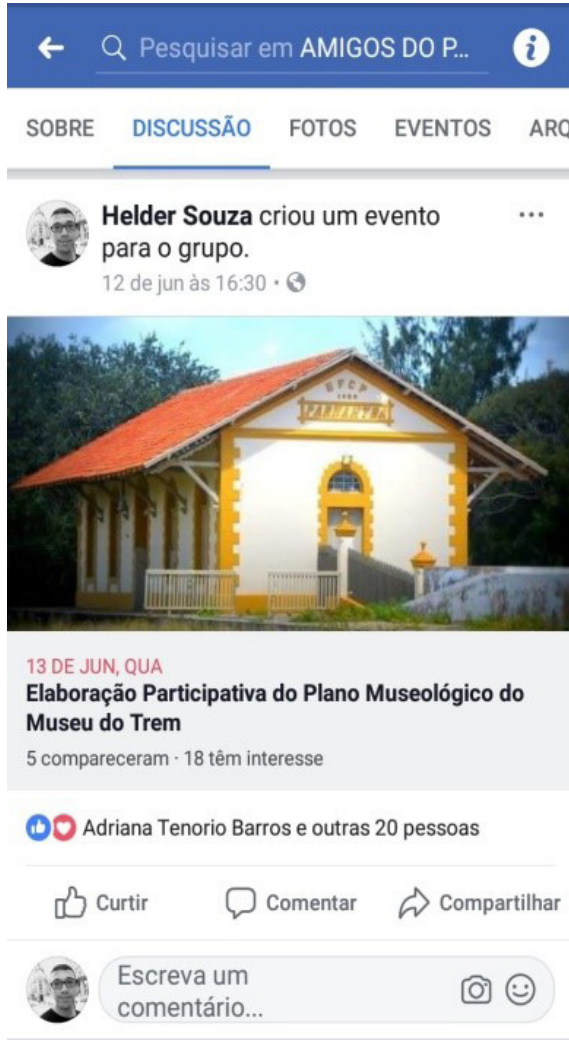 Pesquisar em AMIGOS DO P...
SOBRE DISCUSSÃO FOTOS EVENTOS ARQ
Helder Souza criou um evento
para o grupo.
12 de jun às 16:30 ·
EFCP
PARNAHYBA
13 DE JUN, QUA
Elaboração Participativa do Plano Museológico do
Museu do Trem
5 compareceram · 18 têm interesse
Adriana Tenorio Barros e outras 20 pessoas
Curtir Comentar Compartilhar
Escreva um
comentário...